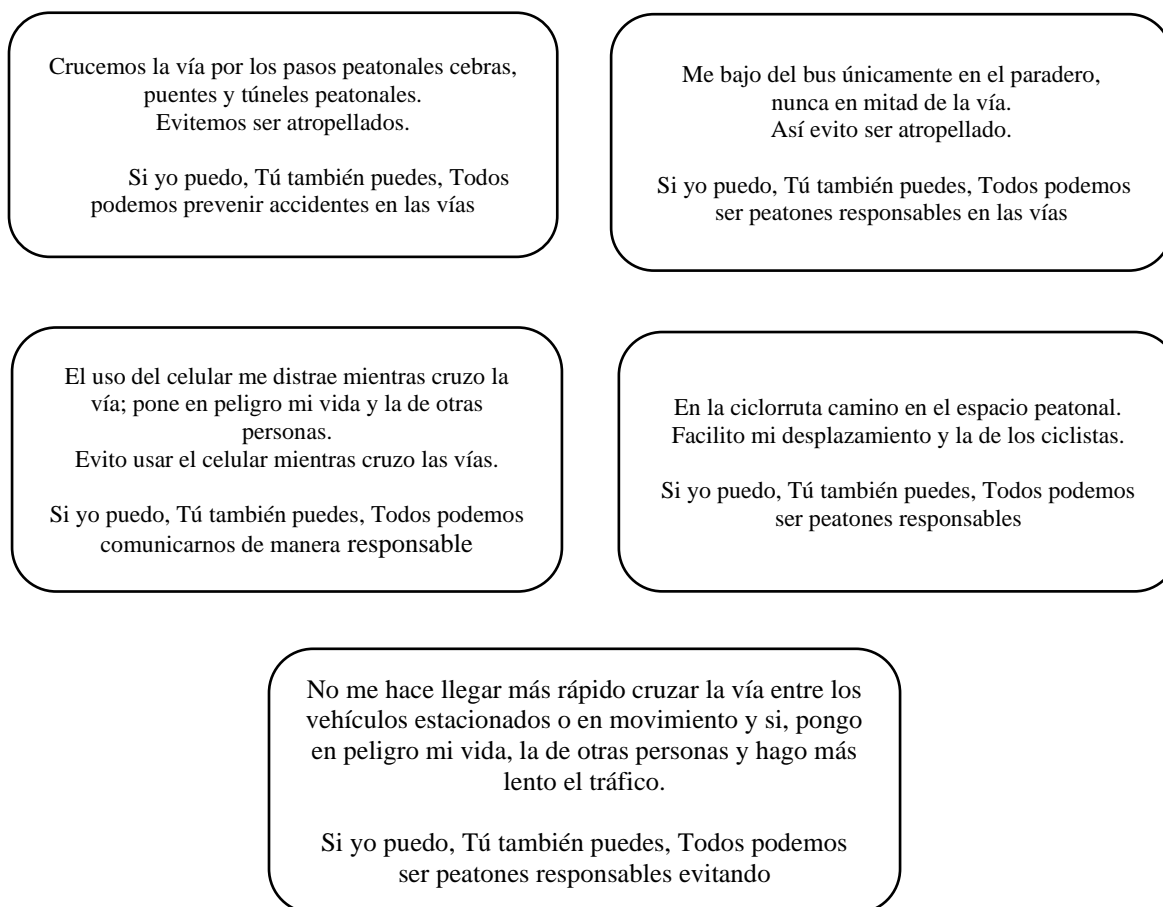 Crucemos la vía por los pasos peatonales cebras,
puentes y túneles peatonales.
Evitemos ser atropellados.
Si yo puedo, Tú también puedes, Todos
podemos prevenir accidentes en las vías
Me bajo del bus únicamente en el paradero,
nunca en mitad de la vía.
Así evito ser atropellado.
Si yo puedo, Tú también puedes, Todos podemos
ser peatones responsables en las vías
El uso del celular me distrae mientras cruzo la
vía; pone en peligro mi vida y la de otras
personas.
Evito usar el celular mientras cruzo las vías.
Si yo puedo, Tú también puedes, Todos podemos
comunicarnos de manera responsable
En la ciclorruta camino en el espacio peatonal.
Facilito mi desplazamiento y la de los ciclistas.
Si yo puedo, Tú también puedes, Todos podemos
ser peatones responsables
No me hace llegar más rápido cruzar la vía entre los
vehículos estacionados o en movimiento y si, pongo
en peligro mi vida, la de otras personas y hago más
lento el tráfico.
Si yo puedo, Tú también puedes, Todos podemos
ser peatones responsables evitando